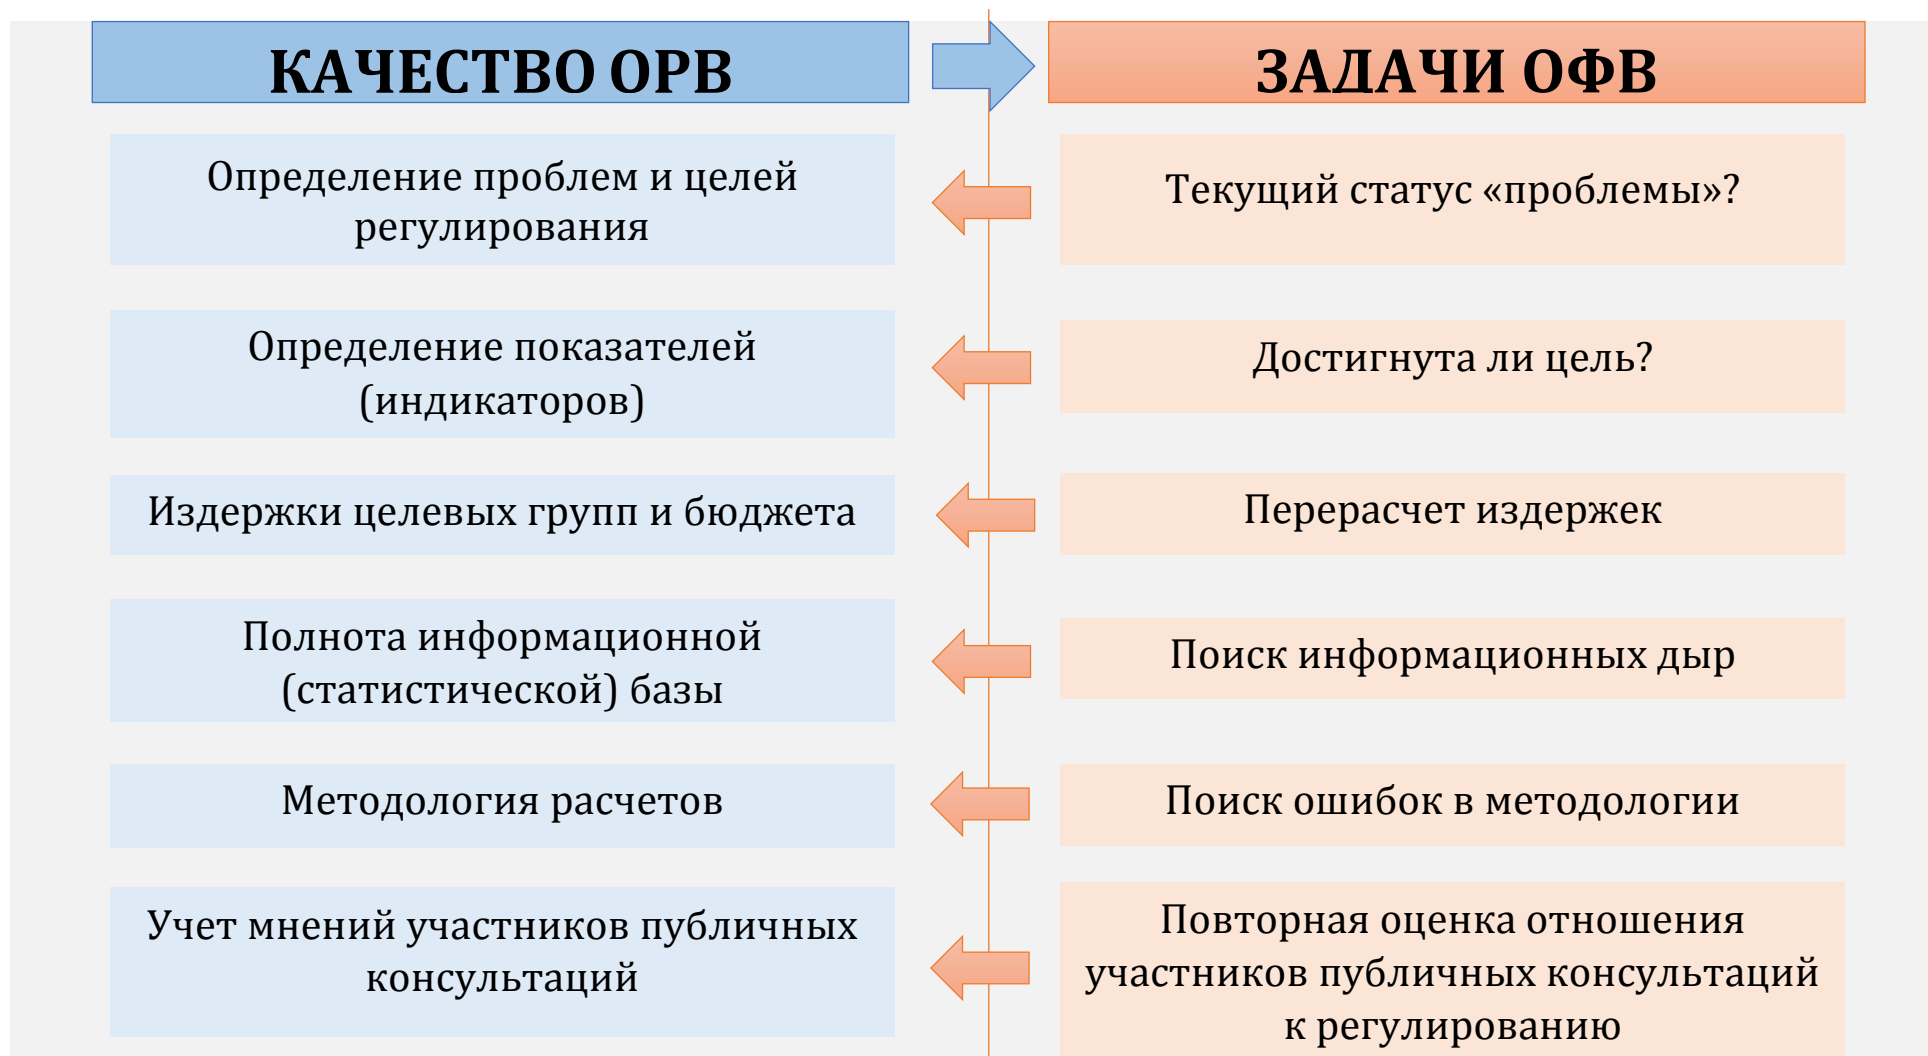 КАЧЕСТВО ОРВ
ЗАДАЧИ ОФВ
Определение проблем и целей
регулирования
Текущий статус «проблемы»?
Определение показателей
(индикаторов)
Достигнута ли цель?
Издержки целевых групп и бюджета
Перерасчет издержек
Полнота информационной
(статистической) базы
Поиск информационных дыр
Методология расчетов
Поиск ошибок в методологии
Учет мнений участников публичных
консультаций
Повторная оценка отношения
участников публичных консультаций
к регулированию